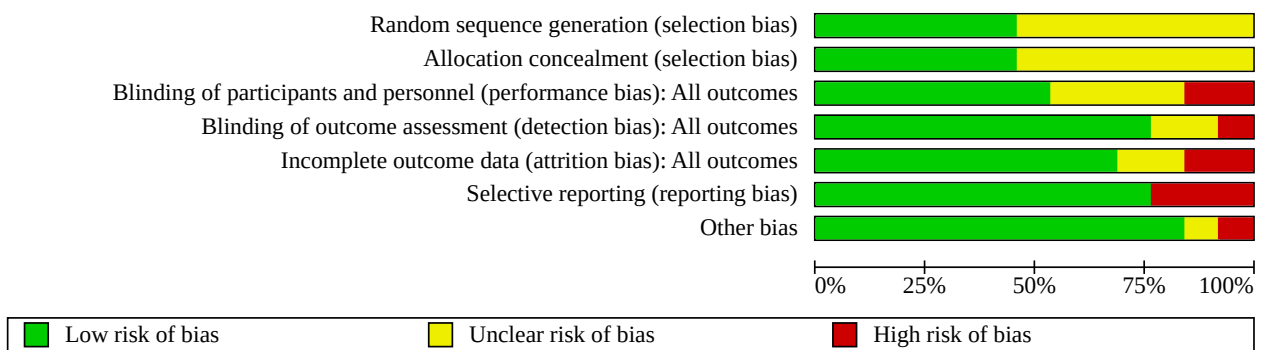 Random sequence generation (selection bias)
Allocation concealment (selection bias)
Blinding of participants and personnel (performance bias): All outcomes
Blinding of outcome assessment (detection bias): All outcomes
Incomplete outcome data (attrition bias): All outcomes
Selective reporting (reporting bias)
Other bias
0% 25% 50% 75% 100%
Low risk of bias Unclear risk of bias High risk of bias